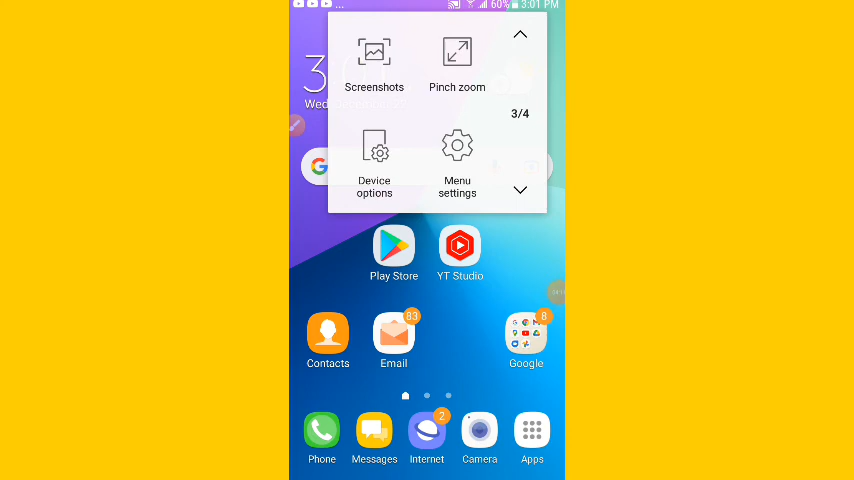 ... 60% 3:01 PM
Screenshots Pinch zoom
3/4
Device
options
Menu
settings
Play Store YT Studio
33 8
Contacts Email Google
2
Phone Messages Internet Camera Apps